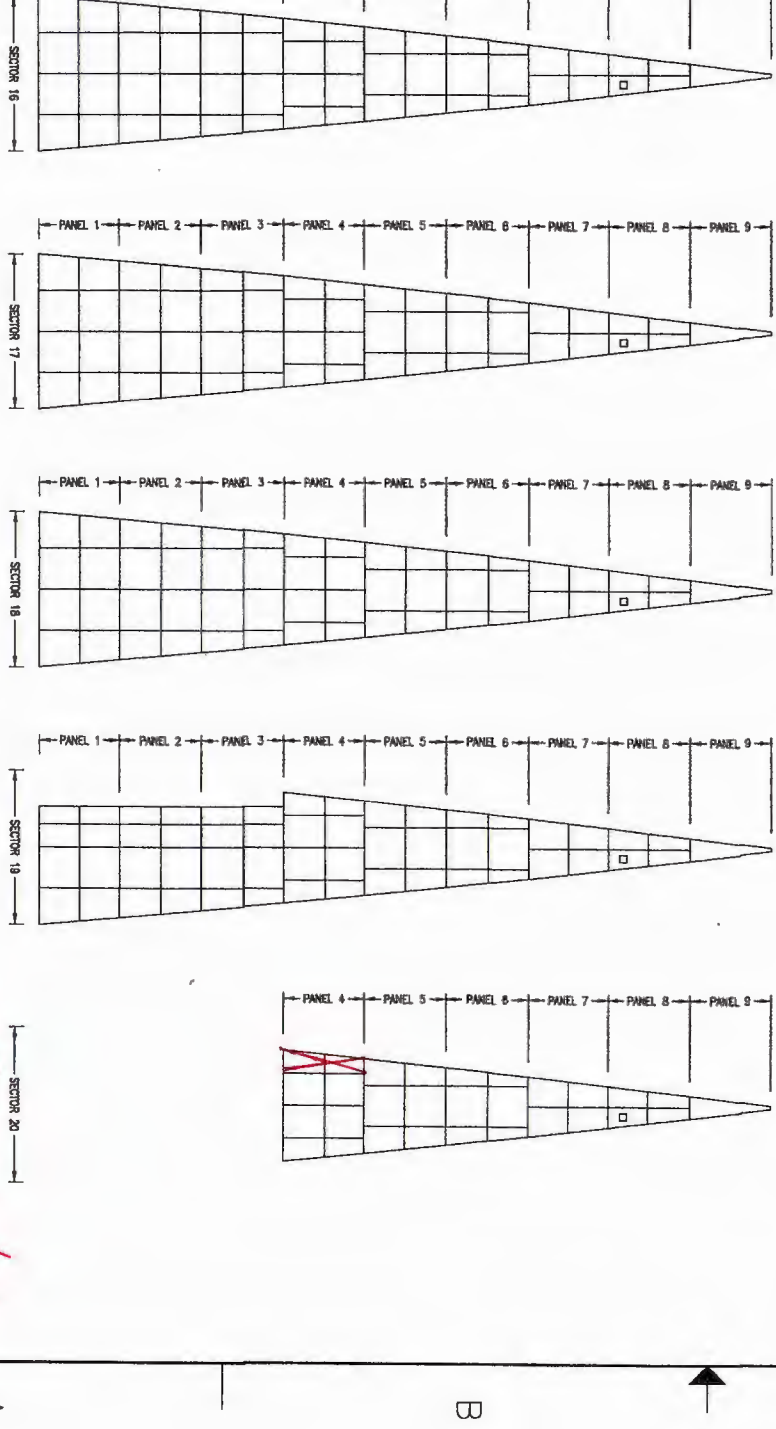 SECTOR 16
PANEL 1 PANEL 2 PANEL 3 PANEL 4 PANEL 5 PANEL 6 PANEL 7 PANEL 8 PANEL 9
SECTOR 17
PANEL 1 PANEL 2 PANEL 3 PANEL 4 PANEL 5 PANEL 6 PANEL 7 PANEL 8 PANEL 9
SECTOR 18
PANEL 1 PANEL 2 PANEL 3 PANEL 4 PANEL 5 PANEL 6 PANEL 7 PANEL 8 PANEL 9
SECTOR 19
PANEL 4 PANEL 5 PANEL 6 PANEL 7 PANEL 8 PANEL 9
SECTOR 20
B